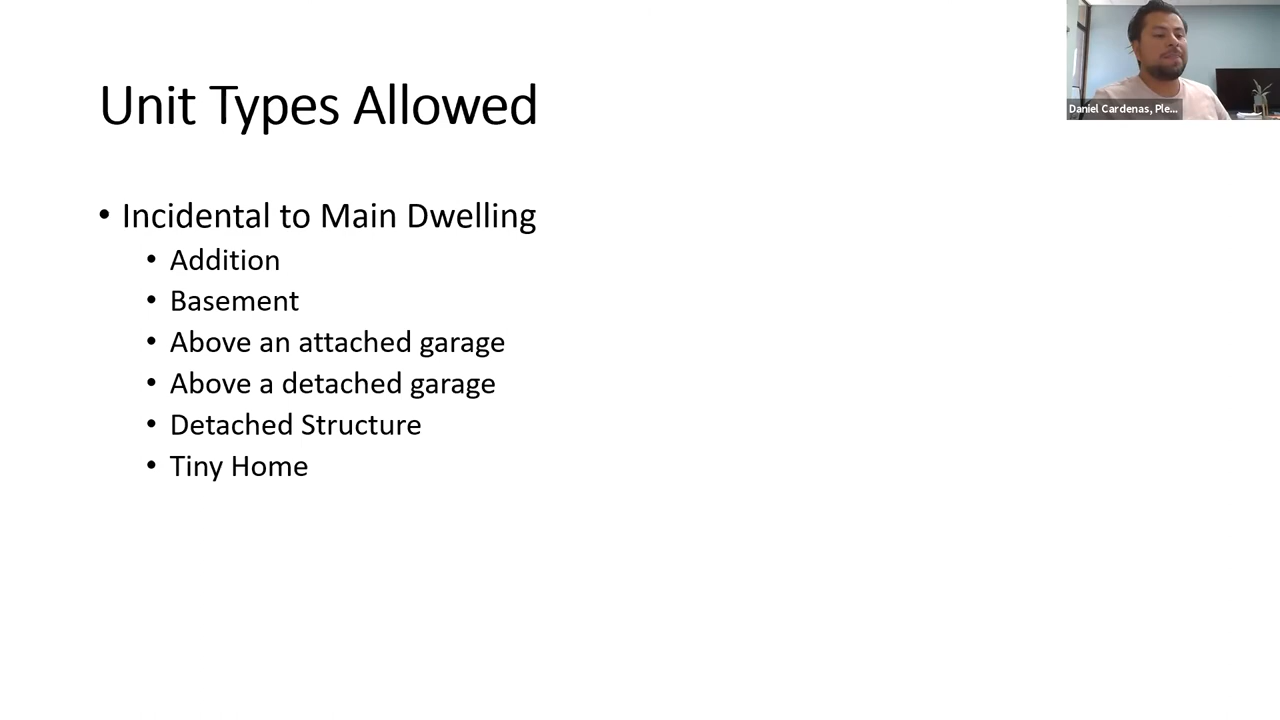 Unit Types Allowed
Daniel Cardenas, Ple...
• Incidental to Main Dwelling
• Addition
• Basement
• Above an attached garage
• Above a detached garage
• Detached Structure
• Tiny Home